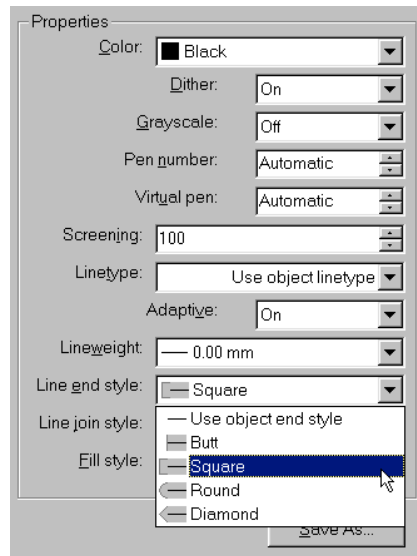 Properties
Color: Black
Dither: On
Grayscale: Off
Pen number: Automatic
Virtual pen: Automatic
Screening: 100
Linetype: Use object linetype
Adaptive: On
Lineweight: 0.00 mm
Line end style: Square
Line join style: Use object end style
Butt
Fill style: Square
Round
Diamond
Save As...